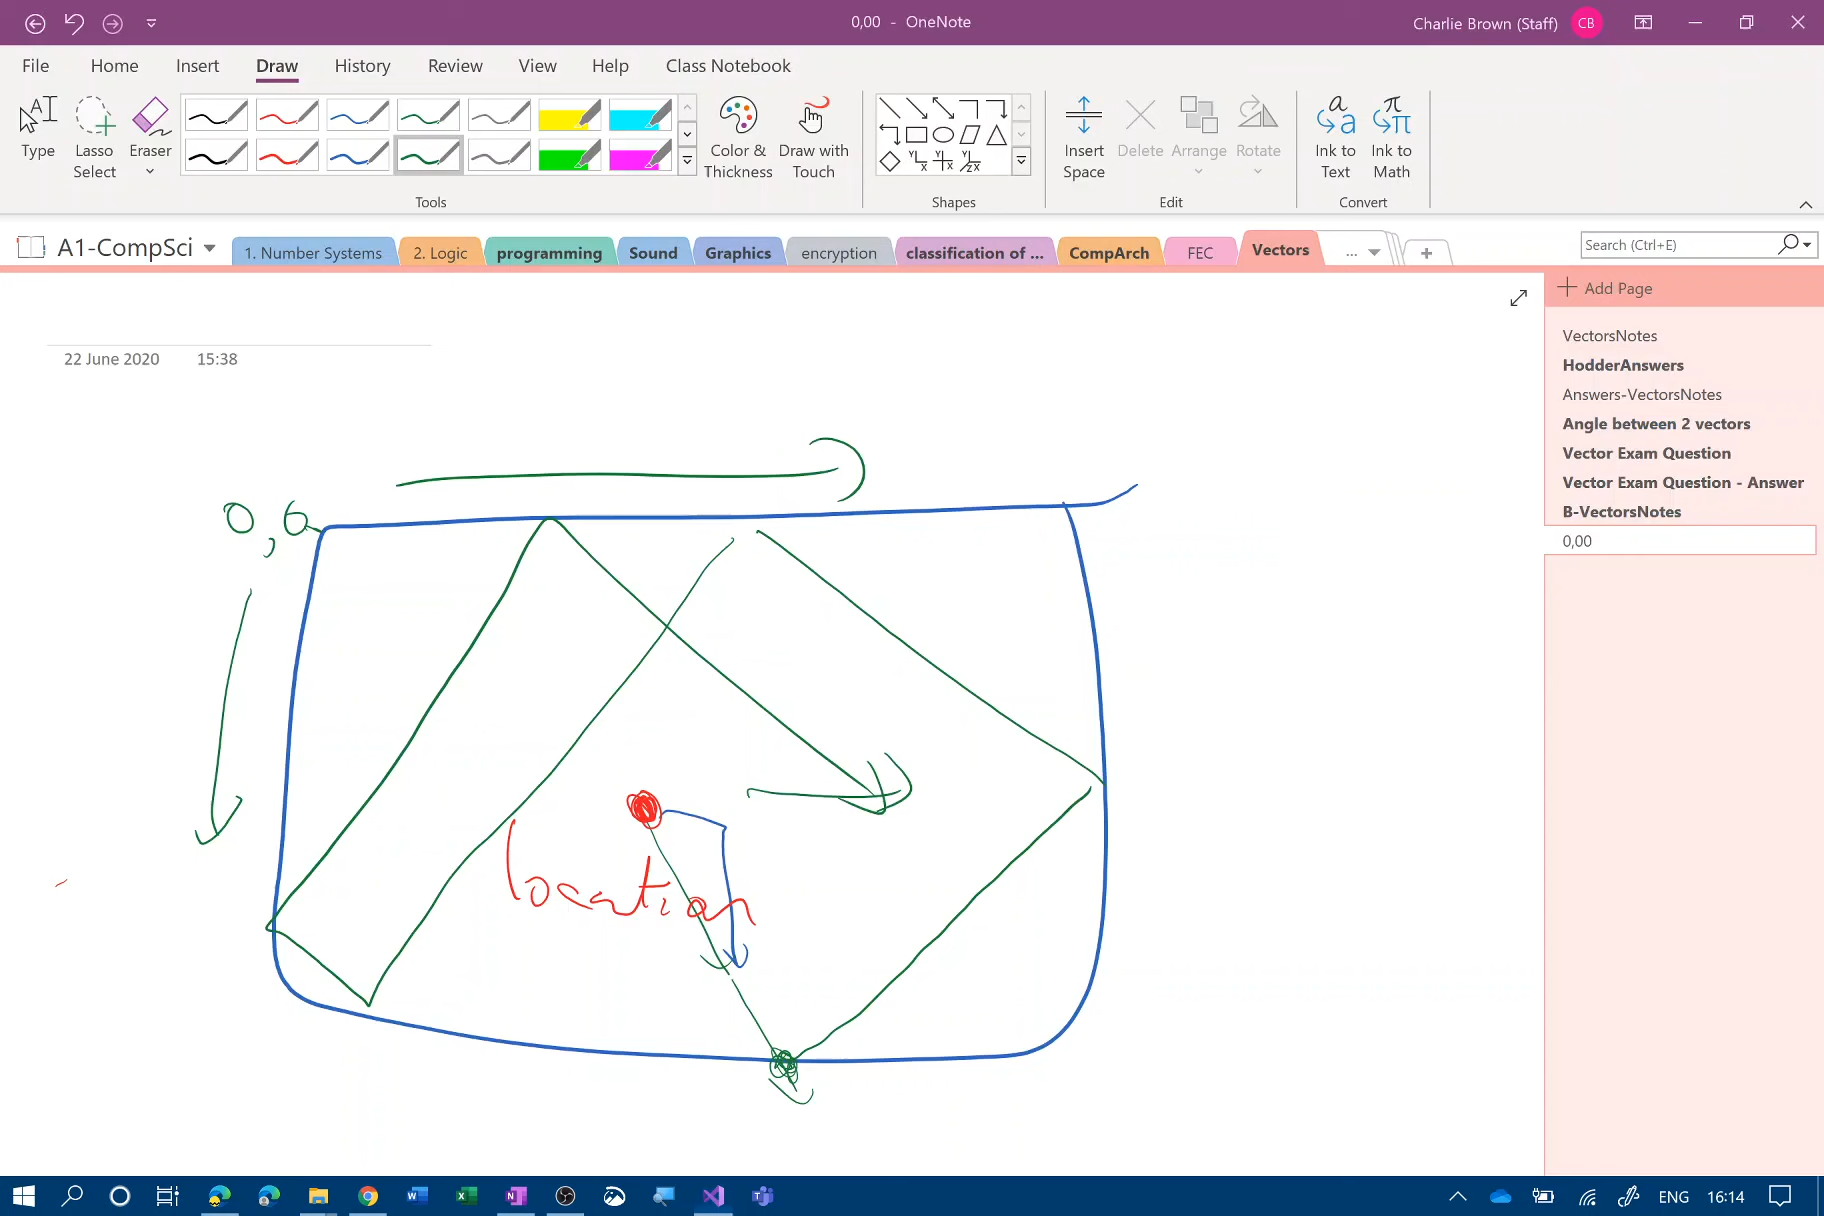 0,00 - OneNote
Charlie Brown (Staff)
CB
File Home Insert Draw History Review View Help Class Notebook
Type
Lasso Select
Eraser
Color & Thickness
Draw with Touch
Insert Space
Delete
Arrange
Rotate
Ink to Text
Ink to Math
Tools
Shapes
Edit
Convert
A1-CompSci
1. Number Systems
2. Logic
programming
Sound
Graphics
encryption
classification of ...
CompArch
FEC
Vectors
...
Search (Ctrl+E)
Add Page
VectorsNotes
HodderAnswers
Answers-VectorsNotes
Angle between 2 vectors
Vector Exam Question
Vector Exam Question - Answer
B-VectorsNotes
0,00
22 June 2020 15:38
0,0
location
ENG
16:14